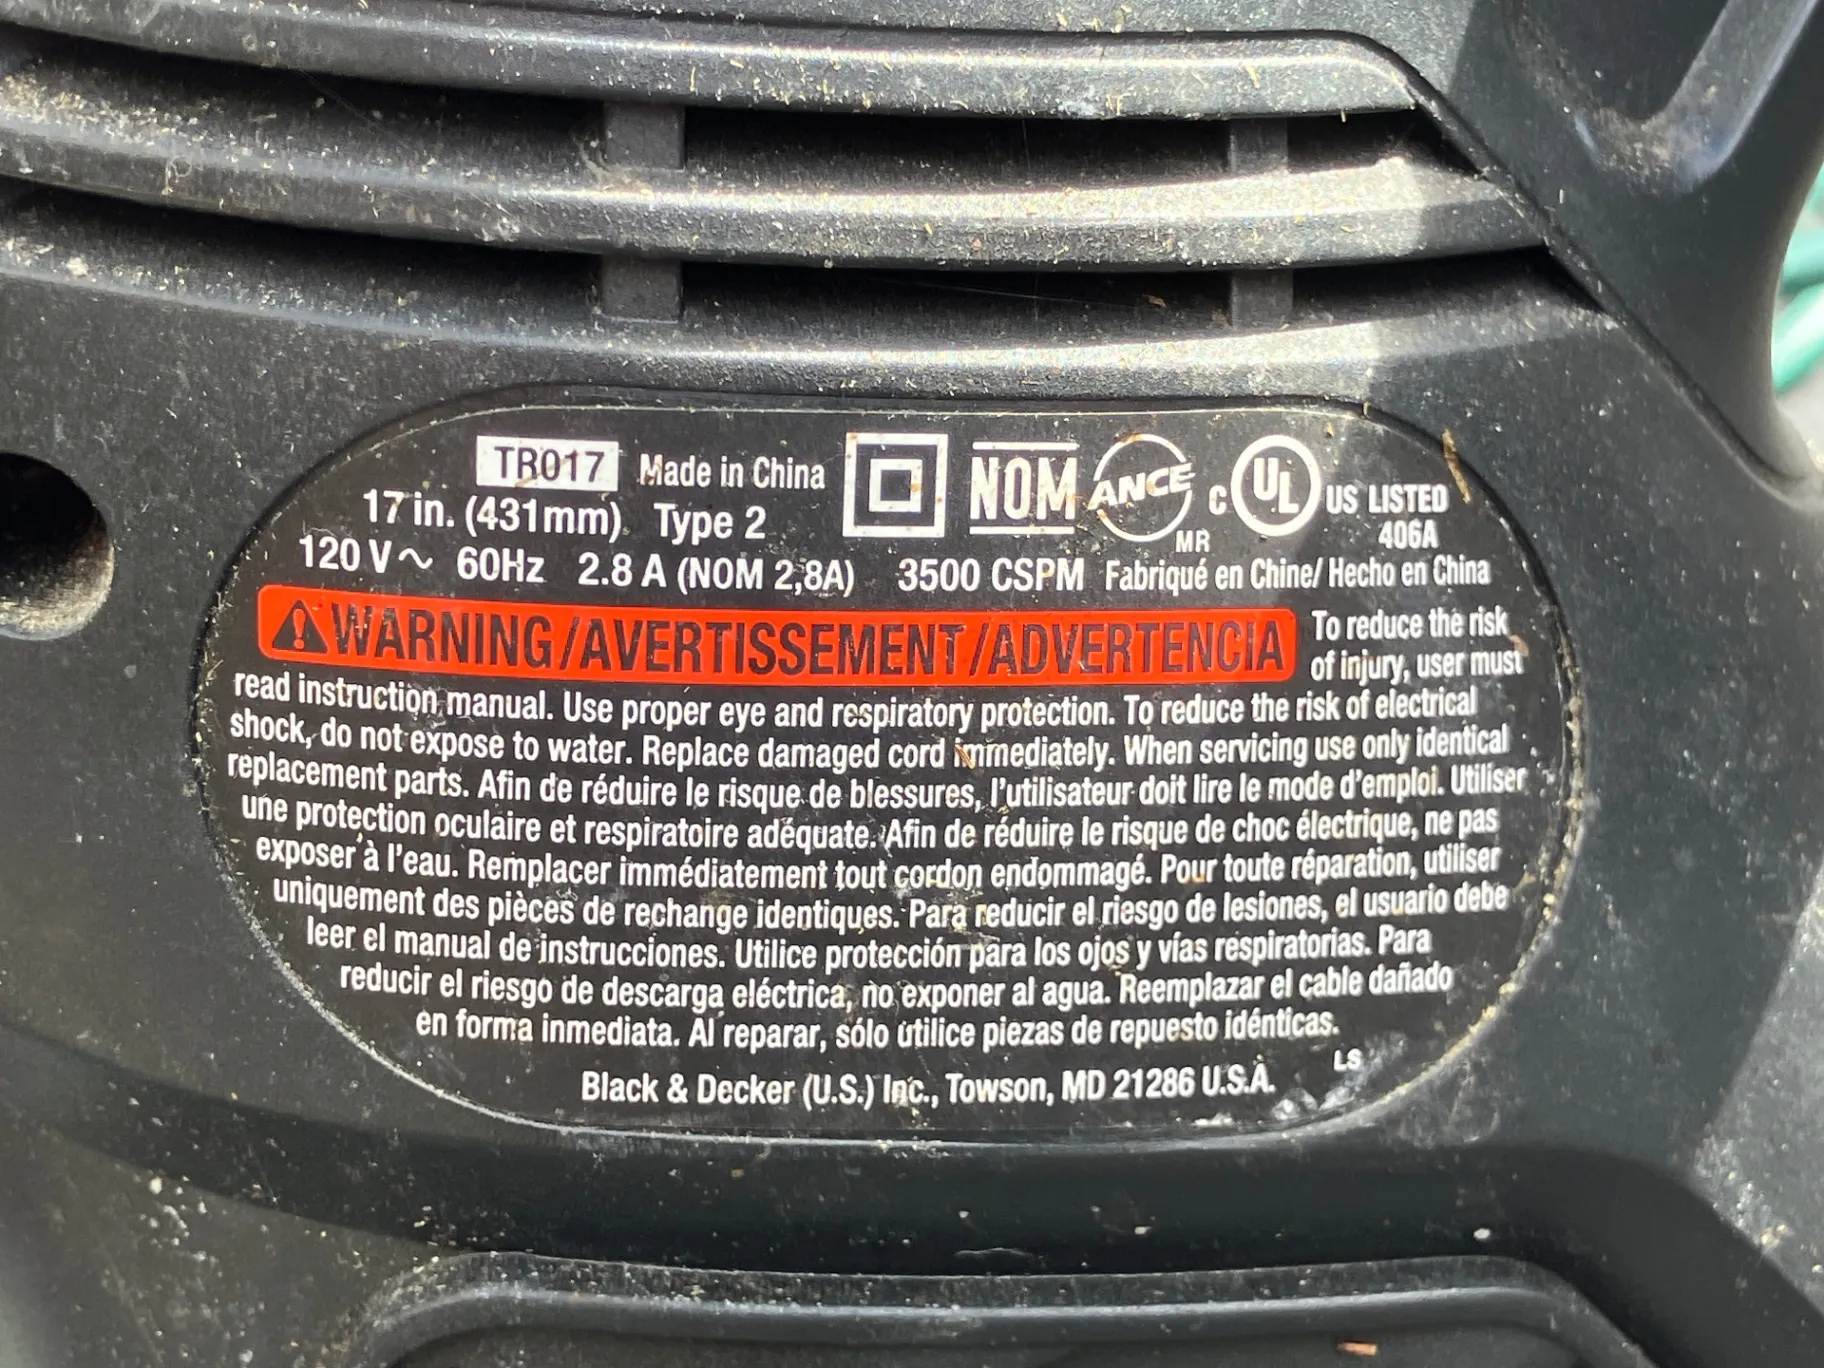 TR017 Made in China NOM ANCE MR C UL US LISTED 406A
17 in. (431mm) Type 2
120 V~ 60Hz 2.8 A (NOM 2,8A) 3500 CSPM Fabriqué en Chine/ Hecho en China
WARNING/AVERTISSEMENT/ADVERTENCIA To reduce the risk
of injury, user must
read instruction manual. Use proper eye and respiratory protection. To reduce the risk of electrical
shock, do not expose to water. Replace damaged cord immediately. When servicing use only identical
replacement parts. Afin de réduire le risque de blessures, l'utilisateur doit lire le mode d'emploi. Utiliser
une protection oculaire et respiratoire adéquate. Afin de réduire le risque de choc électrique, ne pas
exposer à l'eau. Remplacer immédiatement tout cordon endommagé. Pour toute réparation, utiliser
uniquement des pièces de rechange identiques. Para reducir el riesgo de lesiones, el usuario debe
leer el manual de instrucciones. Utilice protección para los ojos y vías respiratorias. Para
reducir el riesgo de descarga eléctrica, no exponer al agua. Reemplazar el cable dañado
en forma inmediata. Al reparar, sólo utilice piezas de repuesto idénticas.
LS
Black & Decker (U.S.) Inc., Towson, MD 21286 U.S.A.